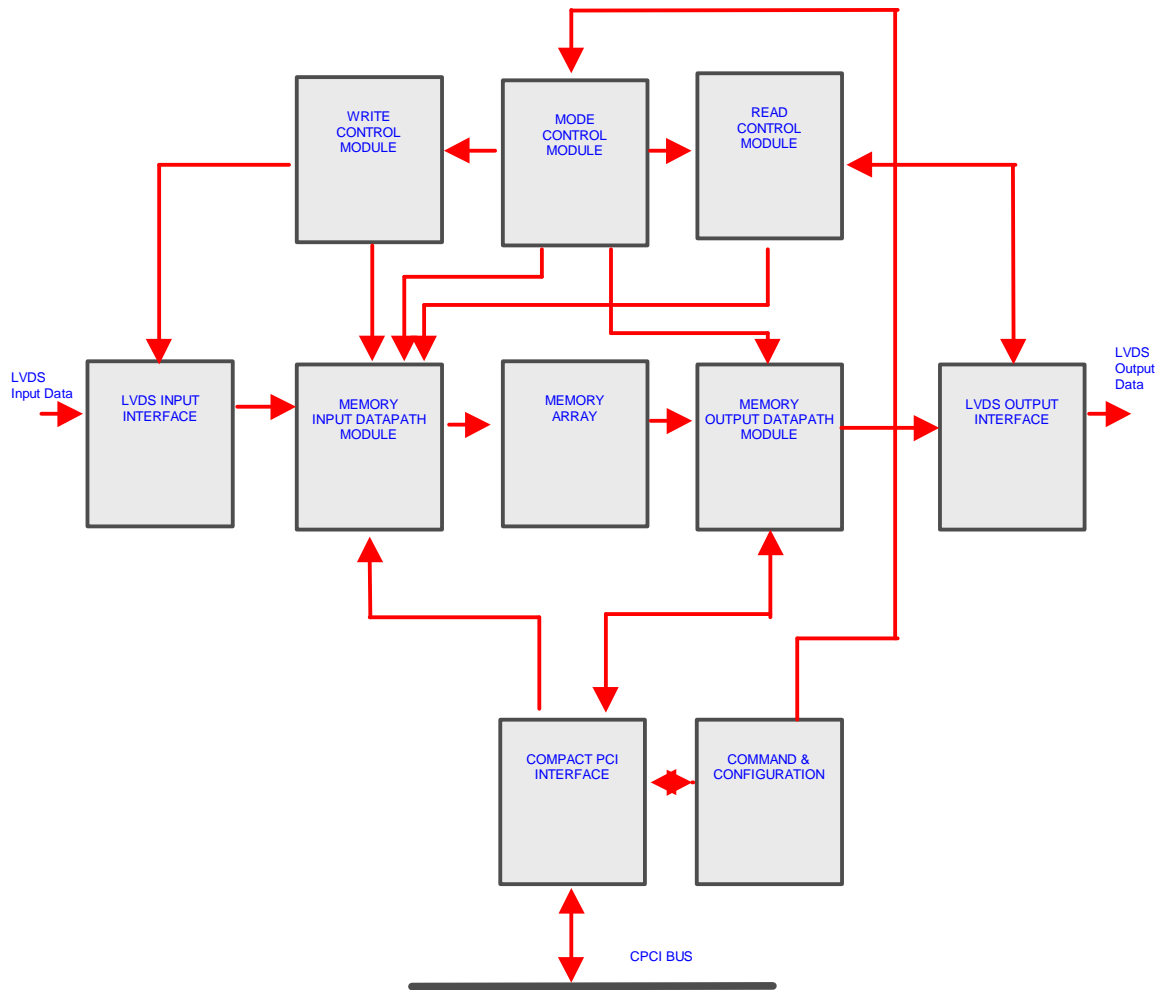 WRITE
CONTROL
MODULE
MODE
CONTROL
MODULE
READ
CONTROL
MODULE
LVDS
Input Data
LVDS INPUT
INTERFACE
MEMORY
INPUT DATAPATH
MODULE
MEMORY
ARRAY
MEMORY
OUTPUT DATAPATH
MODULE
LVDS OUTPUT
INTERFACE
LVDS
Output
Data
COMPACT PCI
INTERFACE
COMMAND &
CONFIGURATION
CPCI BUS